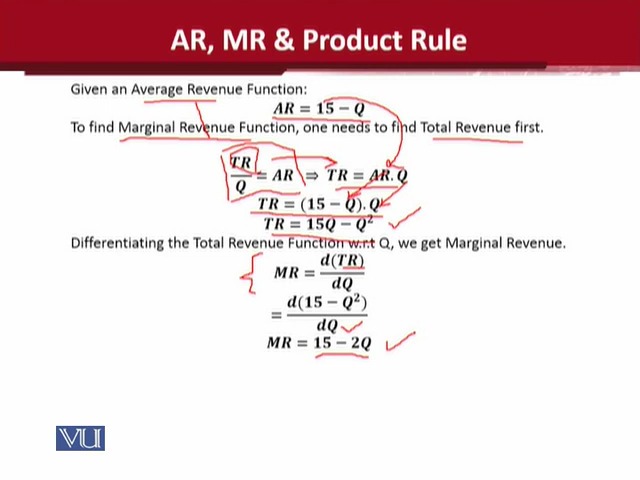 AR, MR & Product Rule
Given an Average Revenue Function:
AR = 15 − Q
To find Marginal Revenue Function, one needs to find Total Revenue first.
TR/Q = AR ⇒ TR = AR. Q
TR = (15 − Q). Q
TR = 15Q − Q²
Differentiating the Total Revenue Function w.r.t Q, we get Marginal Revenue.
MR = d(TR)/dQ
= d(15 − Q²)/dQ
MR = 15 − 2Q
VU